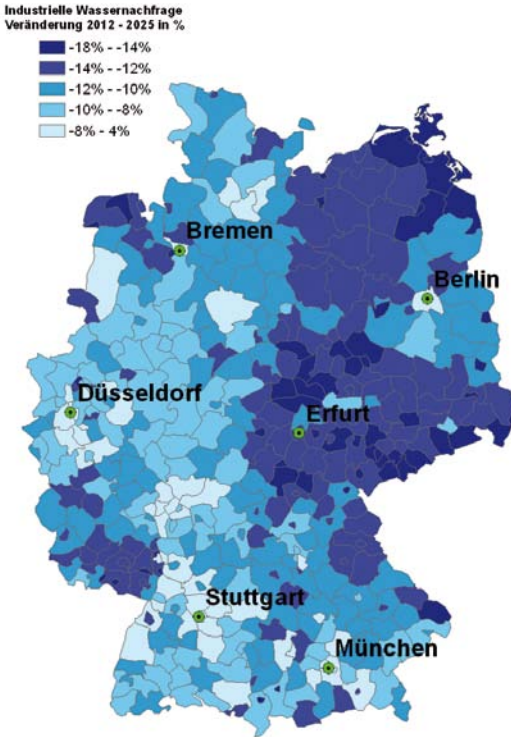 Industrielle Wassernachfrage
Veränderung 2012 - 2025 in %
-18% - -14%
-14% - -12%
-12% - -10%
-10% - -8%
-8% - 4%
Bremen
Berlin
Düsseldorf
Erfurt
Stuttgart
München